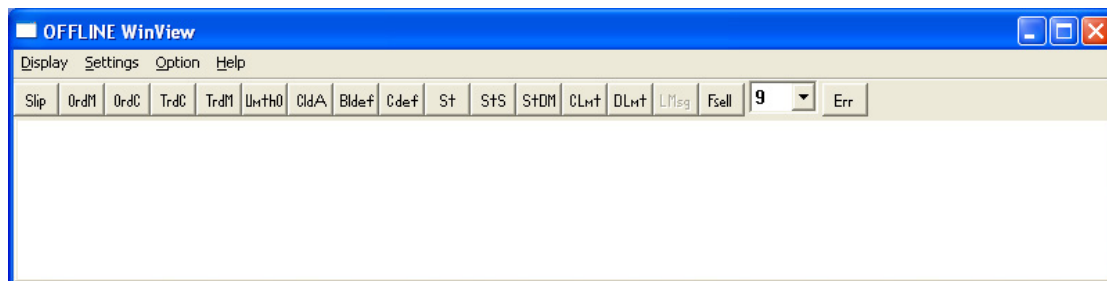 OFFLINE WinView
Display Settings Option Help
Slip OrdM OrdC TrdC TrdM UMthO CldA Bldef Cdef St StS StDM CLMt DLMt LMsg Fsell 9 Err